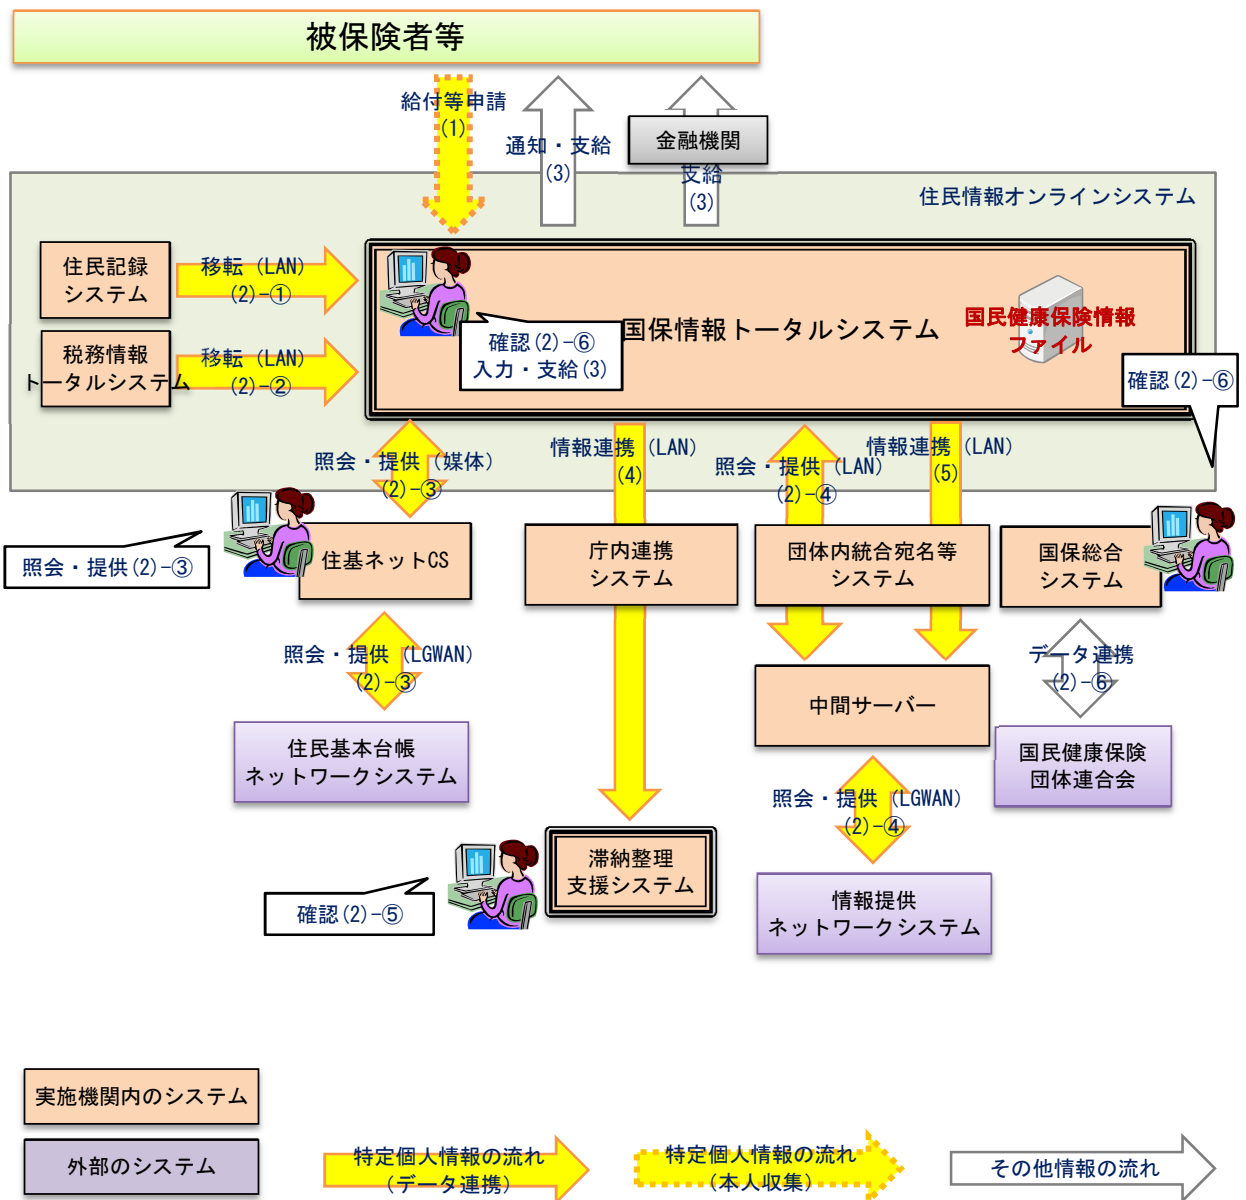 被保険者等
給付等申請
(1)
通知・支給
(3)
金融機関
支給
(3)
住民情報オンラインシステム
住民記録
システム
移転（LAN）
(2)-①
税務情報
トータルシステム
移転（LAN）
(2)-②
国保情報トータルシステム
確認(2)-⑥
入力・支給(3)
国民健康保険情報
ファイル
確認(2)-⑥
照会・提供（媒体）
(2)-③
情報連携（LAN）
(4)
照会・提供（LAN）
(2)-④
情報連携（LAN）
(5)
照会・提供(2)-③
住基ネットCS
庁内連携
システム
団体内統合宛名等
システム
国保総合
システム
照会・提供（LGWAN）
(2)-③
データ連携
(2)-⑥
中間サーバー
住民基本台帳
ネットワークシステム
国民健康保険
団体連合会
照会・提供（LGWAN）
(2)-④
滞納整理
支援システム
確認(2)-⑤
情報提供
ネットワークシステム
実施機関内のシステム
外部のシステム
特定個人情報の流れ
（データ連携）
特定個人情報の流れ
（本人収集）
その他情報の流れ